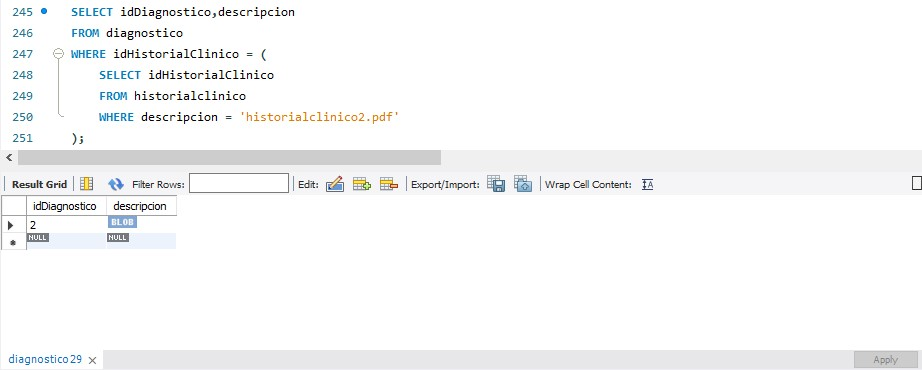 245 SELECT idDiagnostico,descripcion
246 FROM diagnostico
247 WHERE idHistorialClinico = (
248 SELECT idHistorialClinico
249 FROM historialclinico
250 WHERE descripcion = 'historialclinico2.pdf'
251 );
Result Grid Filter Rows: Edit: Export/Import: Wrap Cell Content: IA
idDiagnostico descripcion
2 BLOB
NULL NULL
diagnostico29 × Apply